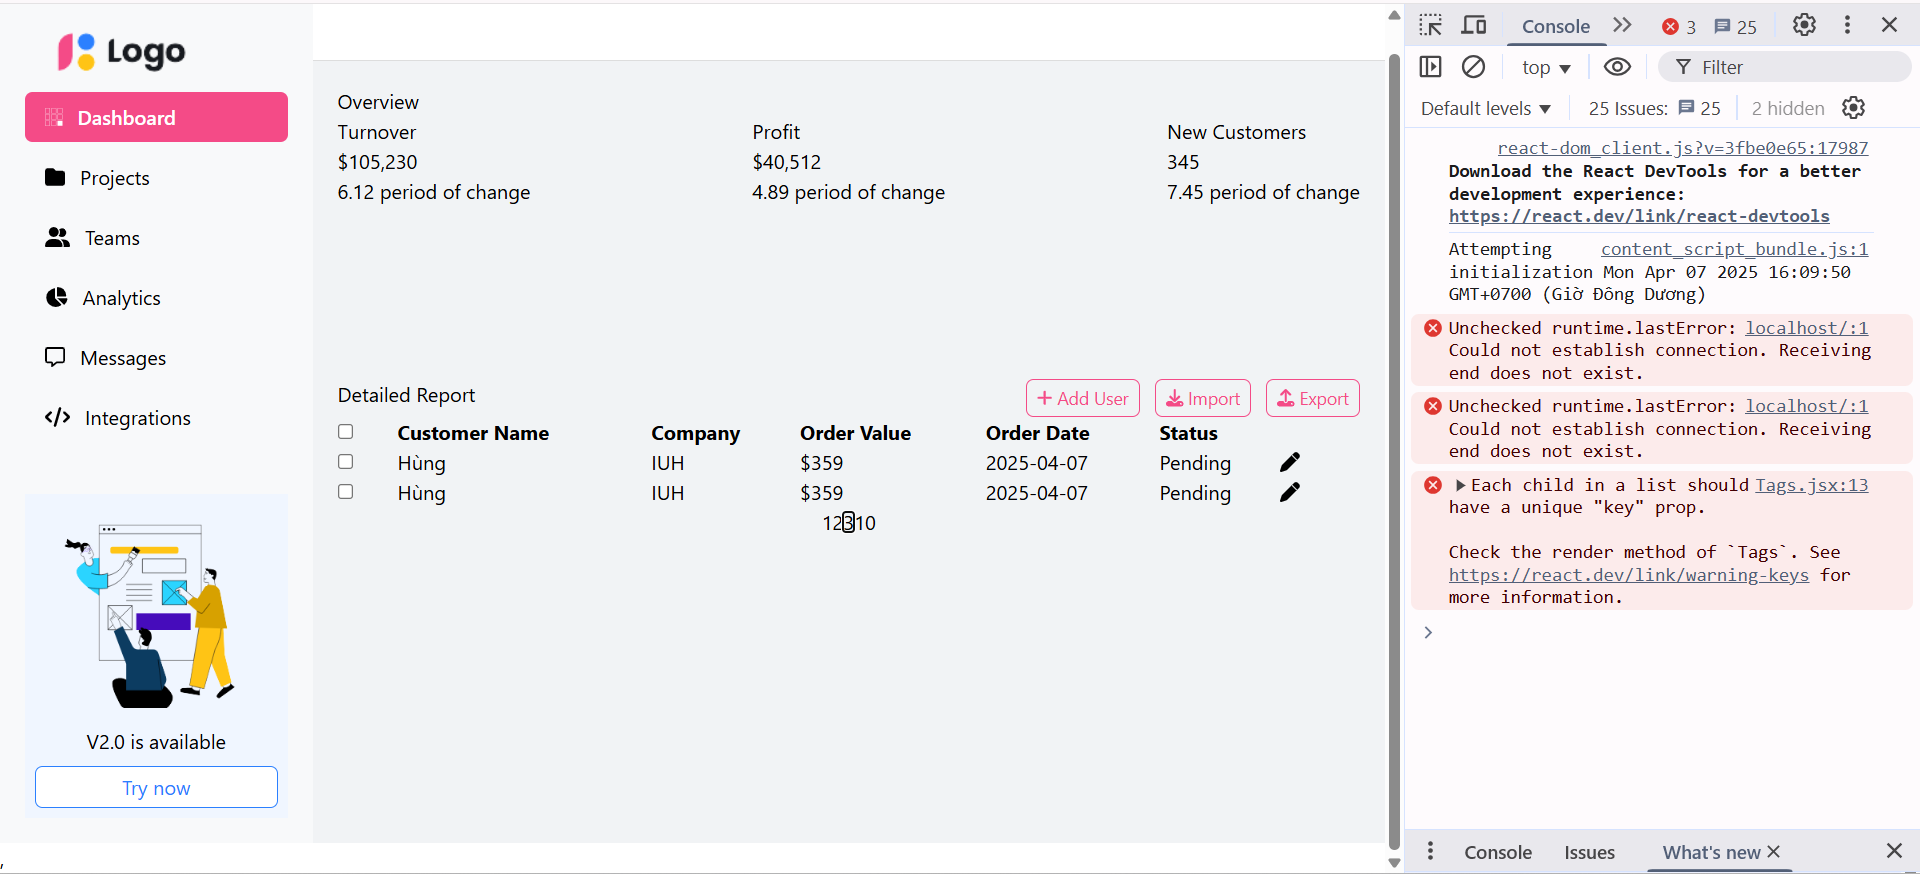 Logo
Dashboard
Projects
Teams
Analytics
Messages
Integrations
V2.0 is available
Try now
,
Overview
Turnover
$105,230
6.12 period of change
Profit
$40,512
4.89 period of change
New Customers
345
7.45 period of change
Detailed Report
+ Add User
Import
Export
Customer Name Company Order Value Order Date Status
Hùng IUH $359 2025-04-07 Pending
Hùng IUH $359 2025-04-07 Pending
12310
Console 3 25
top Filter
Default levels 25 Issues: 25 2 hidden
react-dom_client.js?v=3fbe0e65:17987
Download the React DevTools for a better
development experience:
https://react.dev/link/react-devtools
Attempting content_script_bundle.js:1
initialization Mon Apr 07 2025 16:09:50
GMT+0700 (Giờ Đông Dương)
Unchecked runtime.lastError: localhost/:1
Could not establish connection. Receiving
end does not exist.
Unchecked runtime.lastError: localhost/:1
Could not establish connection. Receiving
end does not exist.
Each child in a list should Tags.jsx:13
have a unique "key" prop.
Check the render method of `Tags`. See
https://react.dev/link/warning-keys for
more information.
Console Issues What's new